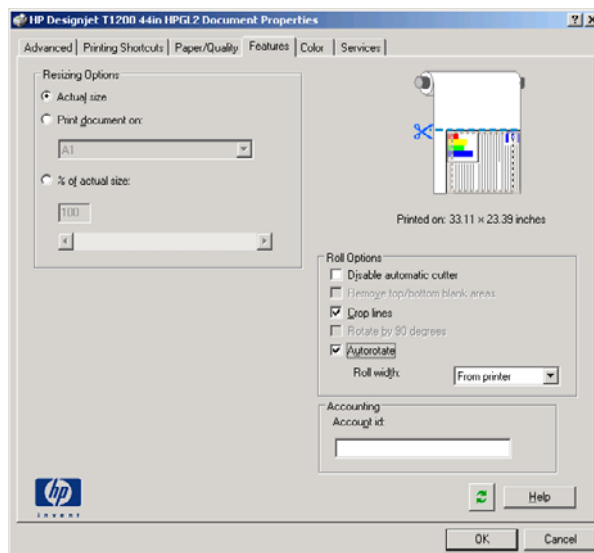 HP Designjet T1200 44in HPGL2 Document Properties
Advanced
Printing Shortcuts
Paper/Quality
Features
Color
Services
Resizing Options
Actual size
Print document on:
A1
% of actual size:
100
Printed on: 33.11 × 23.39 inches
Roll Options
Disable automatic cutter
Remove top/bottom blank areas
Crop lines
Rotate by 90 degrees
Autorotate
Roll width:
From printer
Accounting
Account id:
hp
invent
Help
OK
Cancel